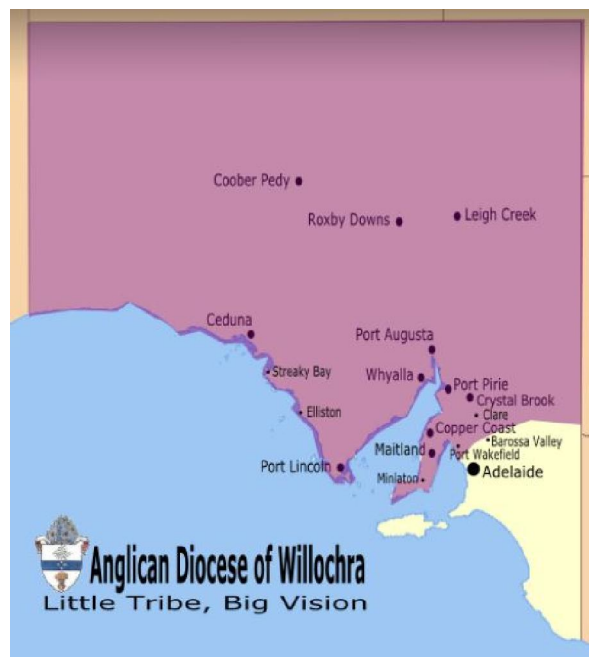 Coober Pedy
Roxby Downs
Leigh Creek
Ceduna
Port Augusta
Streaky Bay
Whyalla
Port Pirie
Crystal Brook
Elliston
Clare
Copper Coast
Barossa Valley
Maitland
Port Wakefield
Port Lincoln
Adelaide
Minlaton
Anglican Diocese of Willochra
Little Tribe, Big Vision